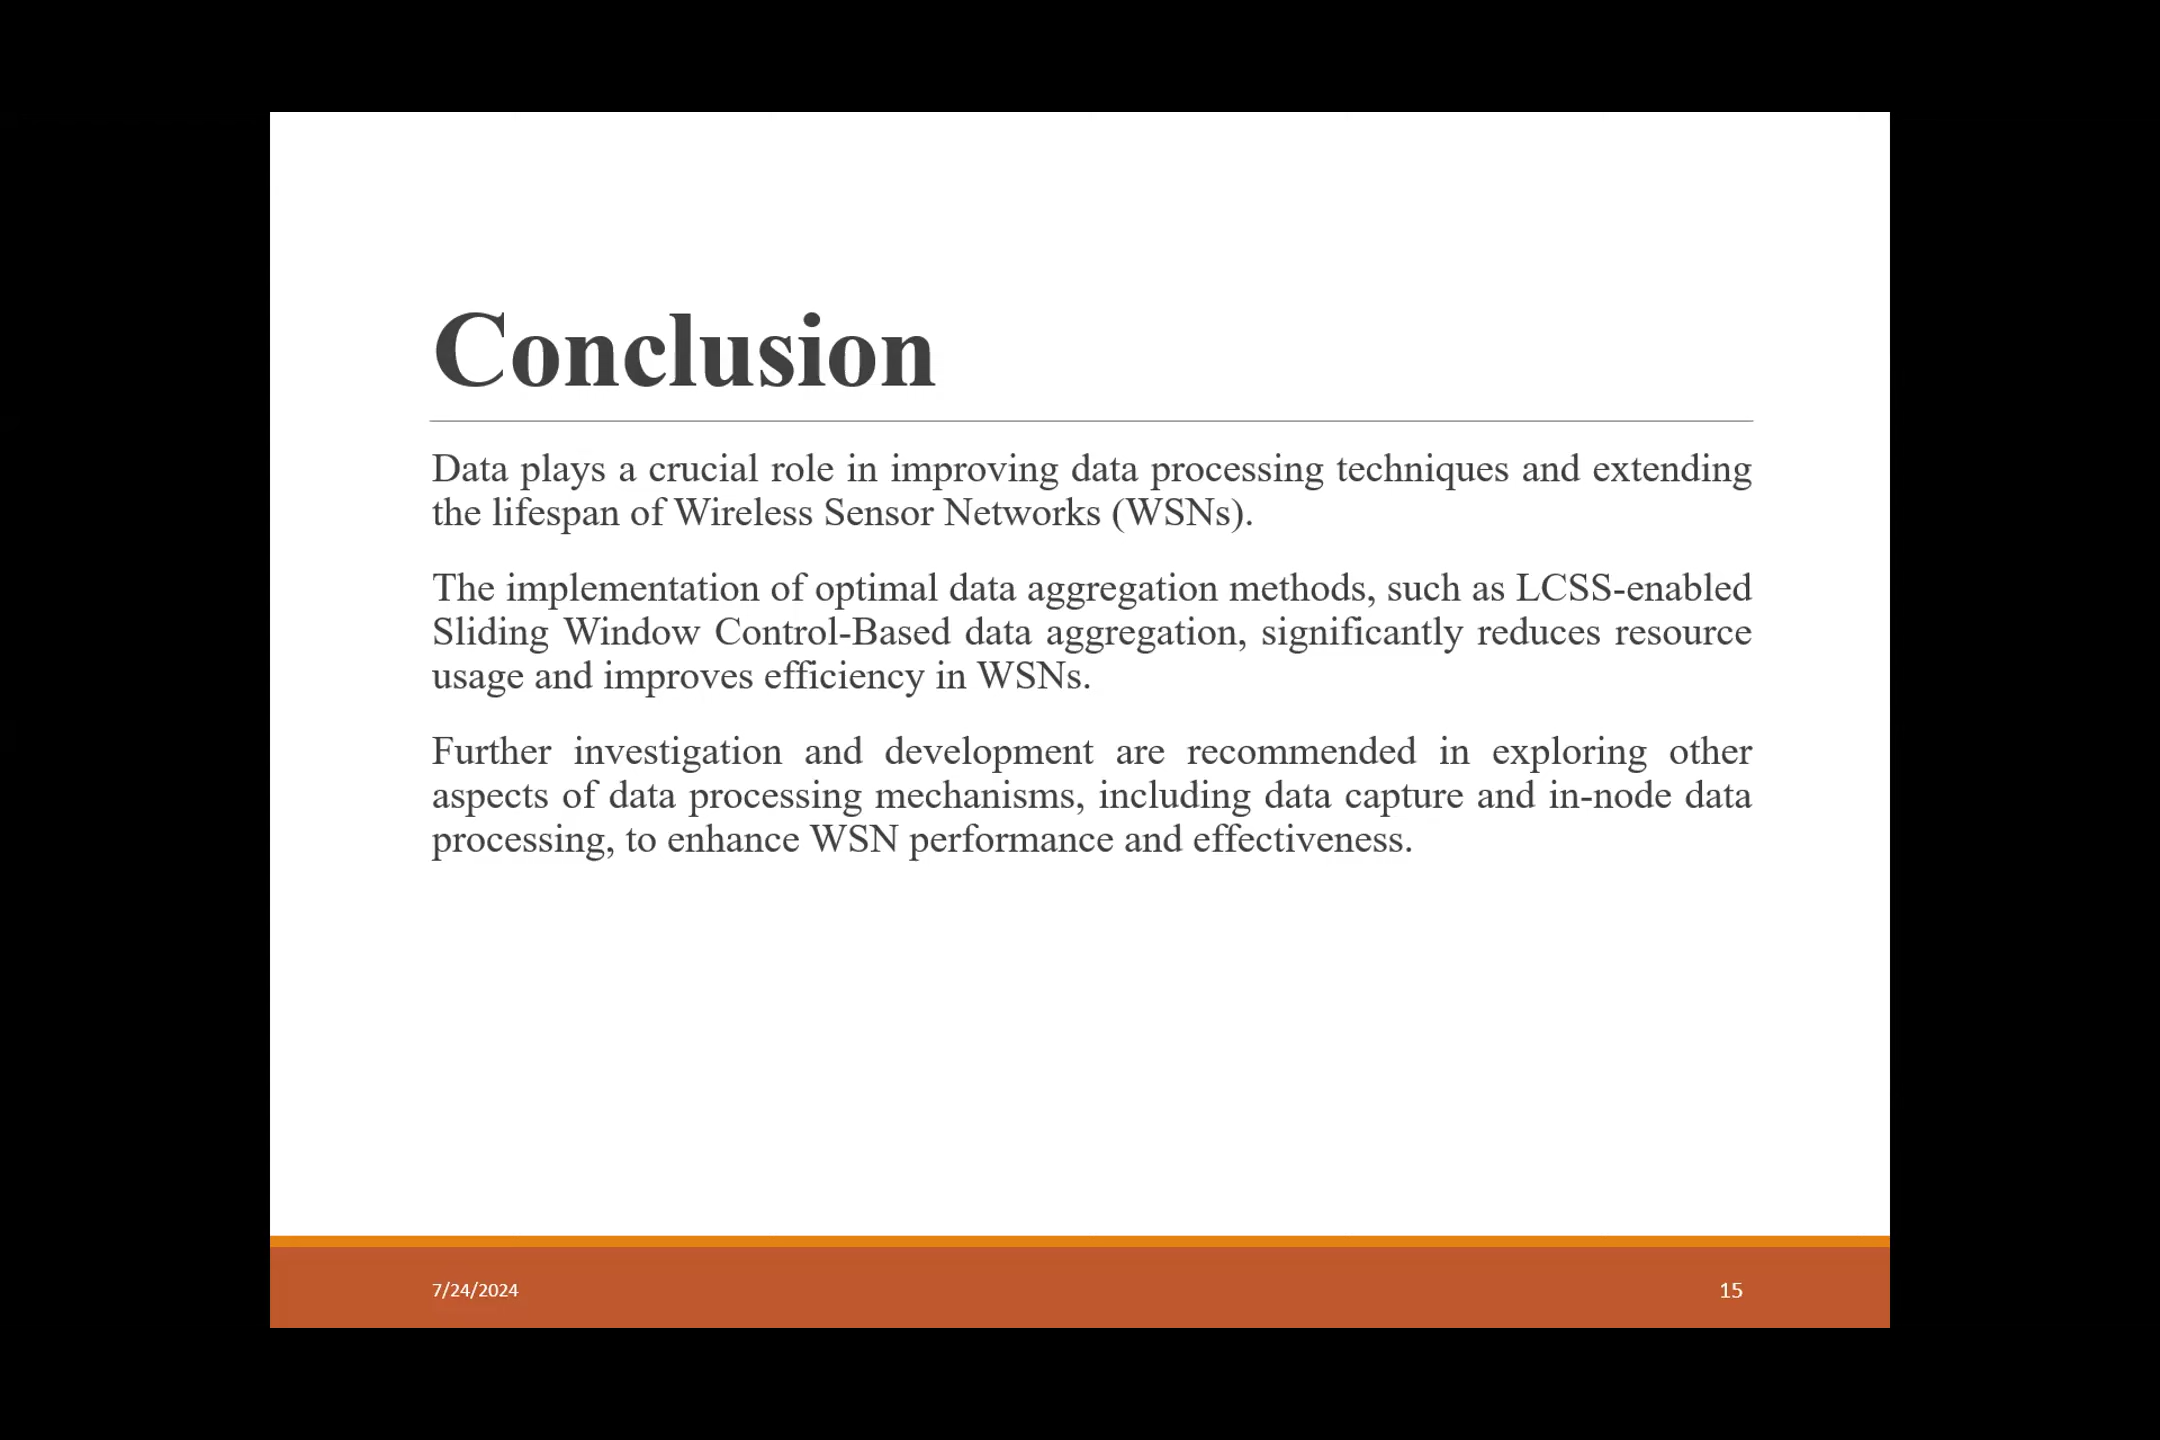 Conclusion
Data plays a crucial role in improving data processing techniques and extending
the lifespan of Wireless Sensor Networks (WSNs).
The implementation of optimal data aggregation methods, such as LCSS-enabled
Sliding Window Control-Based data aggregation, significantly reduces resource
usage and improves efficiency in WSNs.
Further investigation and development are recommended in exploring other
aspects of data processing mechanisms, including data capture and in-node data
processing, to enhance WSN performance and effectiveness.
7/24/2024
15